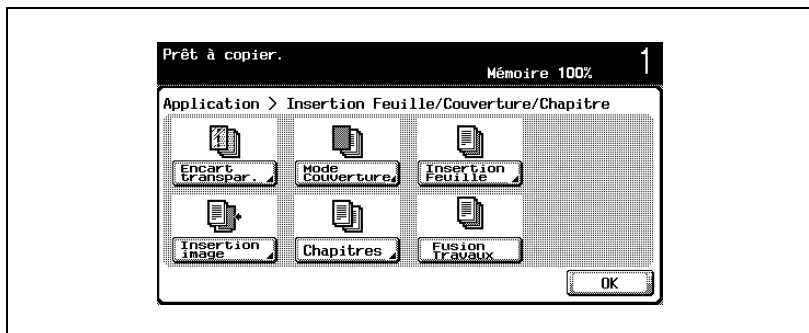 Prêt à copier.
Mémoire 100% 1
Application > Insertion Feuille/Couverture/Chapitre
Encart
transpar.
Mode
Couverture
Insertion
Feuille
Insertion
image
Chapitres
Fusion
Travaux
OK